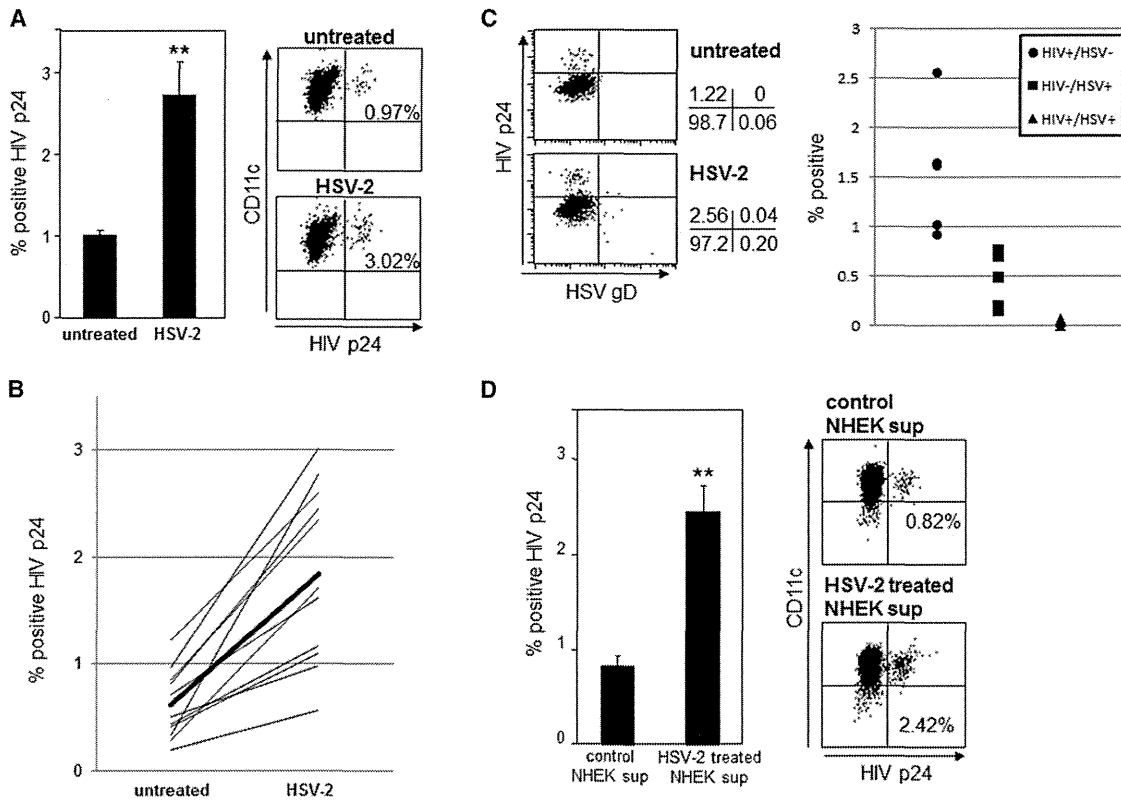 A
% positive HIV p24
3
2
1
0
**
untreated
HSV-2
untreated
0.97%
HSV-2
3.02%
CD11c
HIV p24
B
% positive HIV p24
3
2
1
0
untreated
HSV-2
C
HIV p24
HSV gD
untreated
1.22 0
98.7 0.06
HSV-2
2.56 0.04
97.2 0.20
% positive
2.5
2
1.5
1
0.5
0
HIV+/HSV-
HIV-/HSV+
HIV+/HSV+
D
% positive HIV p24
3
2
1
0
**
control
NHEK sup
HSV-2 treated
NHEK sup
control
NHEK sup
0.82%
HSV-2 treated
NHEK sup
2.42%
CD11c
HIV p24